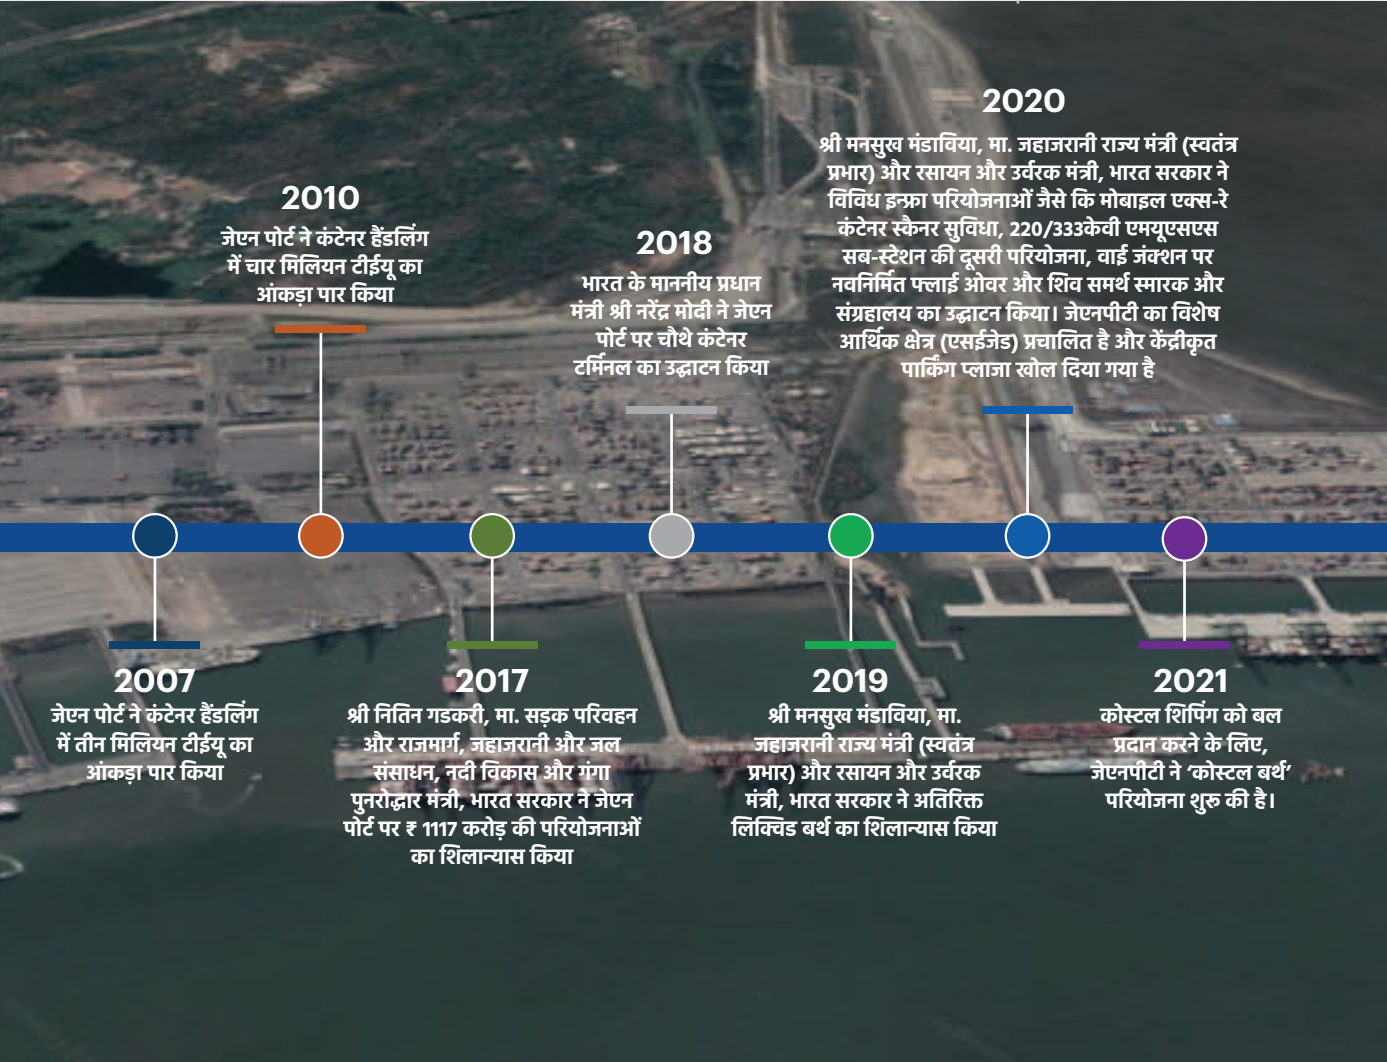 2007
जेएन पोर्ट ने कंटेनर हैंडलिंग
में तीन मिलियन टीईयू का
आंकड़ा पार किया
2010
जेएन पोर्ट ने कंटेनर हैंडलिंग
में चार मिलियन टीईयू का
आंकड़ा पार किया
2017
श्री नितिन गडकरी, मा. सड़क परिवहन
और राजमार्ग, जहाजरानी और जल
संसाधन, नदी विकास और गंगा
पुनरोद्धार मंत्री, भारत सरकार ने जेएन
पोर्ट पर ₹ 1117 करोड़ की परियोजनाओं
का शिलान्यास किया
2018
भारत के माननीय प्रधान
मंत्री श्री नरेंद्र मोदी ने जेएन
पोर्ट पर चौथे कंटेनर
टर्मिनल का उद्घाटन किया
2019
श्री मनसुख मंडाविया, मा.
जहाजरानी राज्य मंत्री (स्वतंत्र
प्रभार) और रसायन और उर्वरक
मंत्री, भारत सरकार ने अतिरिक्त
लिक्विड बर्थ का शिलान्यास किया
2020
श्री मनसुख मंडाविया, मा. जहाजरानी राज्य मंत्री (स्वतंत्र
प्रभार) और रसायन और उर्वरक मंत्री, भारत सरकार ने
विविध इन्फ्रा परियोजनाओं जैसे कि मोबाइल एक्स-रे
कंटेनर स्कैनर सुविधा, 220/333केवी एमयूएसएस
सब-स्टेशन की दूसरी परियोजना, वाई जंक्शन पर
नवनिर्मित फ्लाई ओवर और शिव समर्थ स्मारक और
संग्रहालय का उद्घाटन किया। जेएनपीटी का विशेष
आर्थिक क्षेत्र (एसईजेड) प्रचालित है और केंद्रीकृत
पार्किंग प्लाजा खोल दिया गया है
2021
कोस्टल शिपिंग को बल
प्रदान करने के लिए,
जेएनपीटी ने ‘कोस्टल बर्थ’
परियोजना शुरू की है।